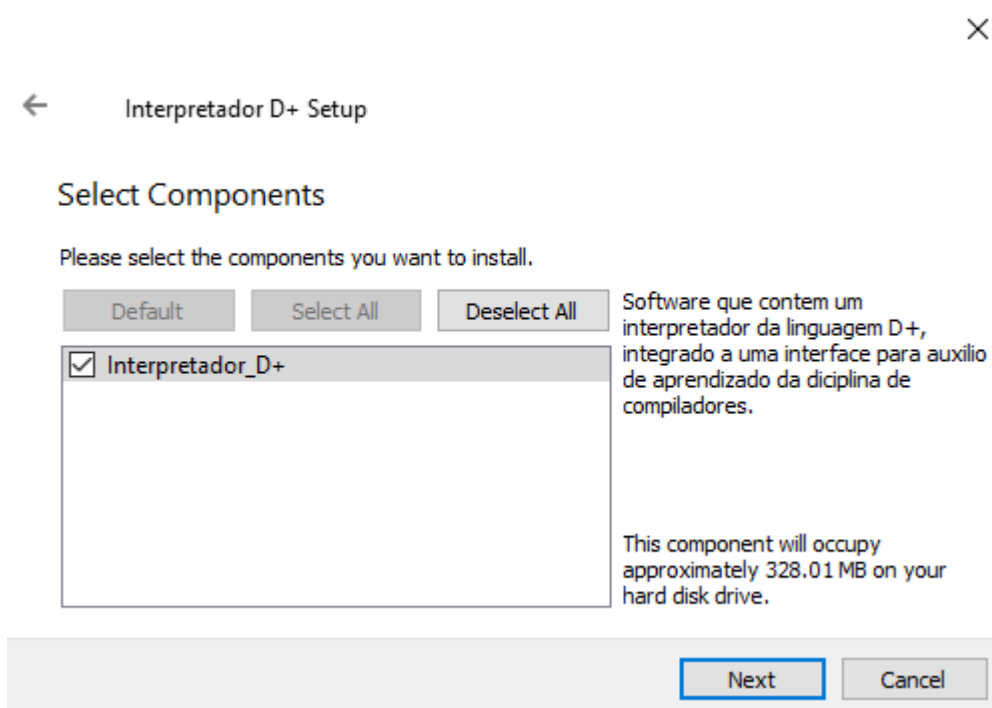 Interpretador D+ Setup
Select Components
Please select the components you want to install.
Default
Select All
Deselect All
Interpretador_D+
Software que contem um
interpretador da linguagem D+,
integrado a uma interface para auxilio
de aprendizado da diciplina de
compiladores.
This component will occupy
approximately 328.01 MB on your
hard disk drive.
Next
Cancel